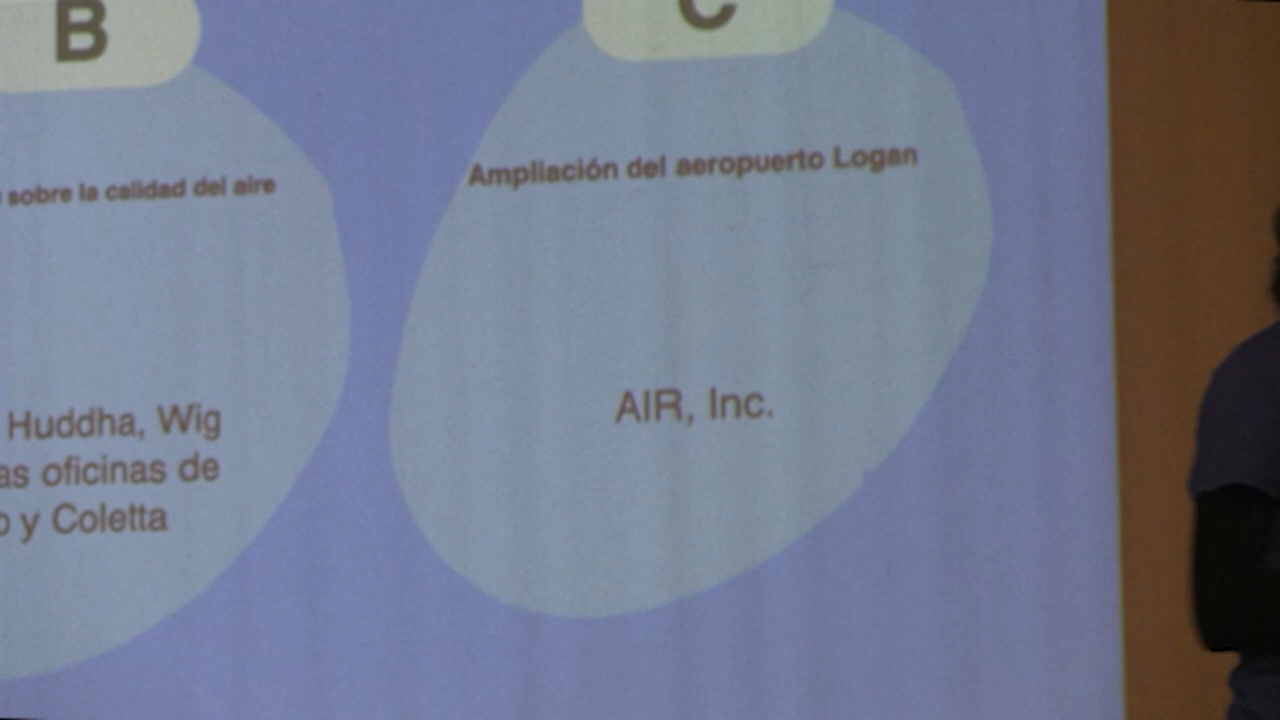 B
C
sobre la calidad del aire
Ampliación del aeropuerto Logan
Huddha, Wig
as oficinas de
y Coletta
AIR, Inc.